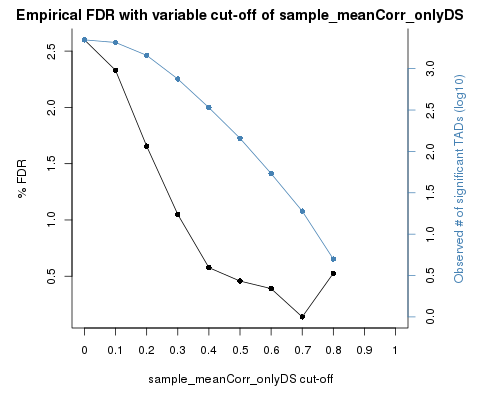 Empirical FDR with variable cut-off of sample_meanCorr_onlyDS
% FDR
2.5
2.0
1.5
1.0
0.5
3.0
2.5
2.0
1.5
1.0
0.5
0.0
Observed # of significant TADs (log10)
0 0.1 0.2 0.3 0.4 0.5 0.6 0.7 0.8 0.9 1
sample_meanCorr_onlyDS cut-off